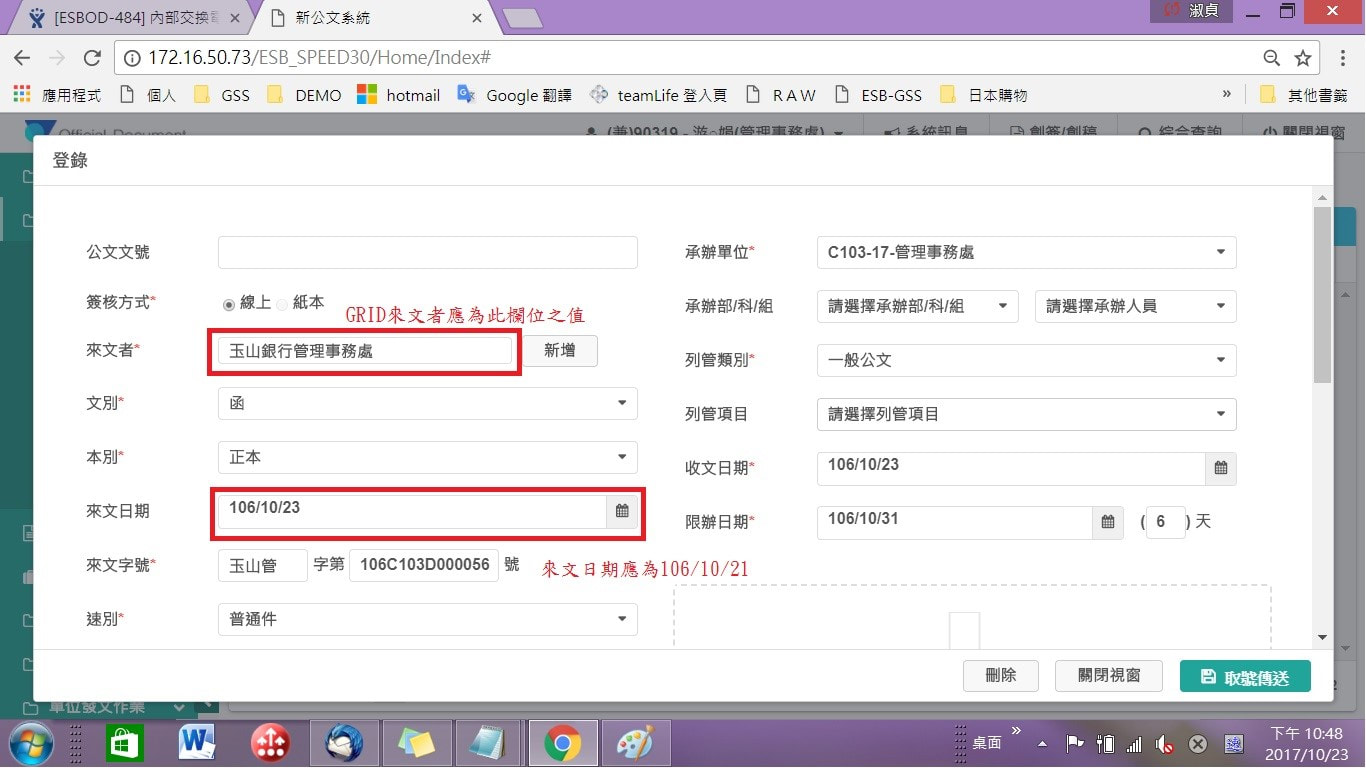 [ESBOD-484] 內部交換電
新公文系統
淑貞
172.16.50.73/ESB_SPEED30/Home/Index#
應用程式 個人 GSS DEMO hotmail Google 翻譯 teamLife 登入頁 R A W ESB-GSS 日本購物 » 其他書籤
Official Document (兼)90319 - 游○娟(管理事務處) 系統訊息 創簽/創稿 綜合查詢 關閉視窗
登錄
公文文號
承辦單位* C103-17-管理事務處
簽核方式* 線上 紙本
承辦部/科/組 請選擇承辦部/科/組 請選擇承辦人員
GRID來文者應為此欄位之值
來文者* 玉山銀行管理事務處 新增
列管類別* 一般公文
文別* 函
列管項目 請選擇列管項目
本別* 正本
收文日期* 106/10/23
來文日期 106/10/23
限辦日期* 106/10/31 ( 6 ) 天
來文字號* 玉山管 字第 106C103D000056 號
來文日期應為106/10/21
速別* 普通件
刪除 關閉視窗 取號傳送
單位發文作業
桌面 »
下午 10:48
2017/10/23